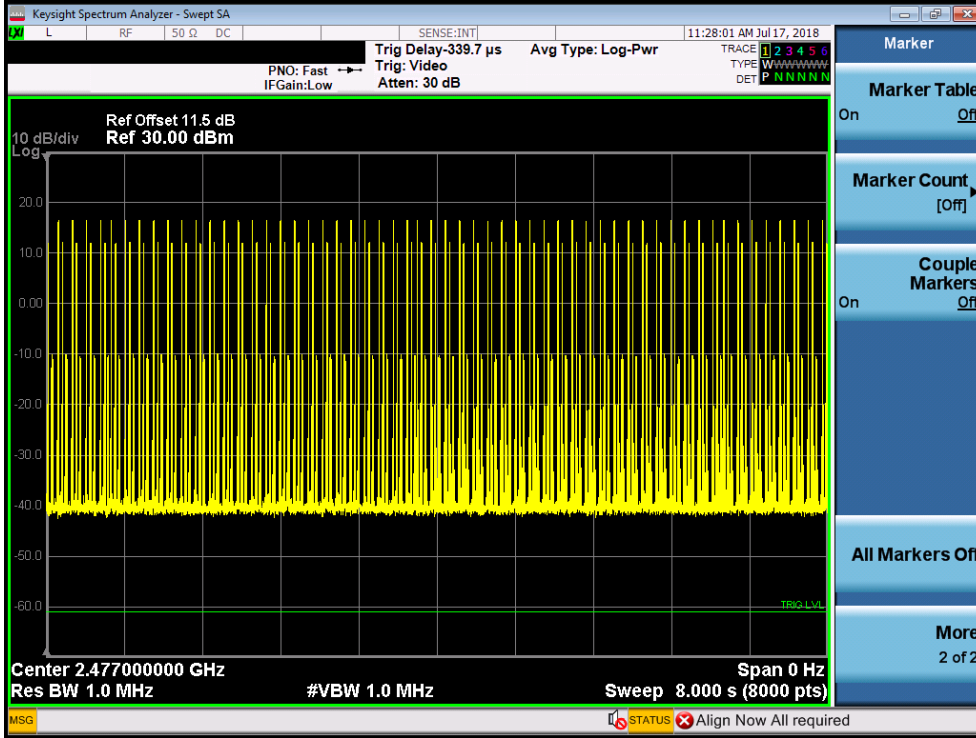 Keysight Spectrum Analyzer - Swept SA
LXI L RF 50 Ω DC SENSE:INT 11:28:01 AM Jul 17, 2018
Trig Delay-339.7 µs Avg Type: Log-Pwr TRACE 1 2 3 4 5 6
PNO: Fast Trig: Video TYPE WWWWWWW
IFGain:Low Atten: 30 dB DET P N N N N N
Ref Offset 11.5 dB
10 dB/div Ref 30.00 dBm
Log
20.0
10.0
0.00
-10.0
-20.0
-30.0
-40.0
-50.0
-60.0
TRIG LVL
Center 2.477000000 GHz Span 0 Hz
Res BW 1.0 MHz #VBW 1.0 MHz Sweep 8.000 s (8000 pts)
MSG STATUS Align Now All required
Marker
Marker Table
On Off
Marker Count
[Off]
Couple
Markers
On Off
All Markers Off
More
2 of 2